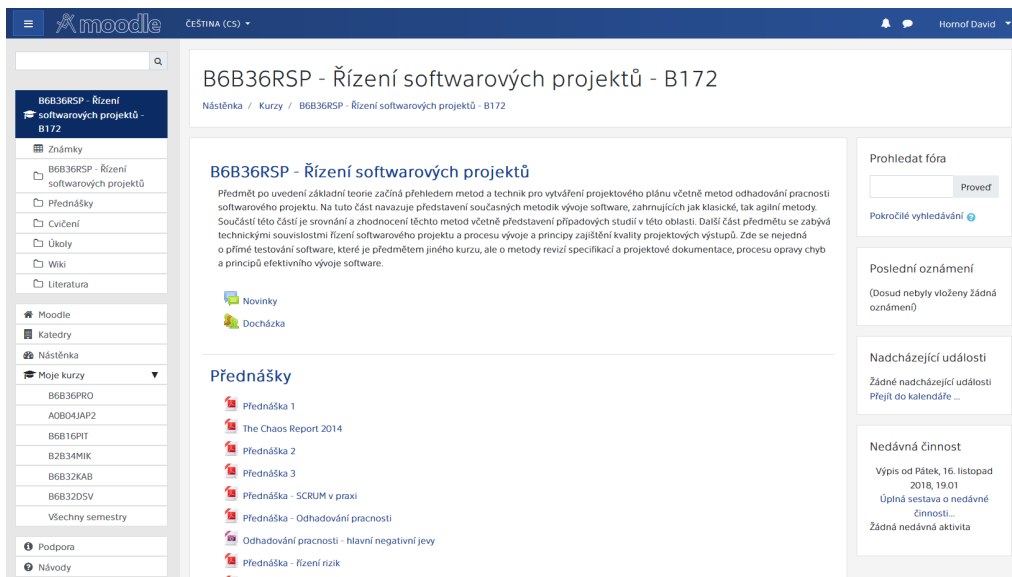 moodle
ČEŠTINA (CS)
Hornof David
B6B36RSP - Řízení
softwarových projektů -
B172
Známky
B6B36RSP - Řízení
softwarových projektů
Přednášky
Cvičení
Úkoly
Wiki
Literatura
Moodle
Katedry
Nástěnka
Moje kurzy
B6B36PRO
A0B04JAP2
B6B16PIT
B2B34MIK
B6B32KAB
B6B32DSV
Všechny semestry
Podpora
Návody
B6B36RSP - Řízení softwarových projektů - B172
Nástěnka / Kurzy / B6B36RSP - Řízení softwarových projektů - B172
B6B36RSP - Řízení softwarových projektů
Předmět po uvedení základní teorie začíná přehledem metod a technik pro vytváření projektového plánu včetně metod odhadování pracnosti
softwarového projektu. Na tuto část navazuje představení současných metodik vývoje software, zahrnujících jak klasické, tak agilní metody.
Součástí této částí je srovnání a zhodnocení těchto metod včetně představení případových studií v této oblasti. Další část předmětu se zabývá
technickými souvislostmi řízení softwarového projektu a procesu vývoje a principy zajištění kvality projektových výstupů. Zde se nejedná
o přímé testování software, které je předmětem jiného kurzu, ale o metody revizí specifikací a projektové dokumentace, procesu opravy chyb
a principů efektivního vývoje software.
Novinky
Docházka
Přednášky
Přednáška 1
The Chaos Report 2014
Přednáška 2
Přednáška 3
Přednáška - SCRUM v praxi
Přednáška - Odhadování pracnosti
Odhadování pracnosti - hlavní negativní jevy
Přednáška - řízení rizik
Prohledat fóra
Proveď
Pokročilé vyhledávání
Poslední oznámení
(Dosud nebyly vloženy žádná
oznámení)
Nadcházející události
Žádné nadcházející události
Přejít do kalendáře ...
Nedávná činnost
Výpis od Pátek, 16. listopad
2018, 19.01
Úplná sestava o nedávné
činnosti...
Žádná nedávná aktivita